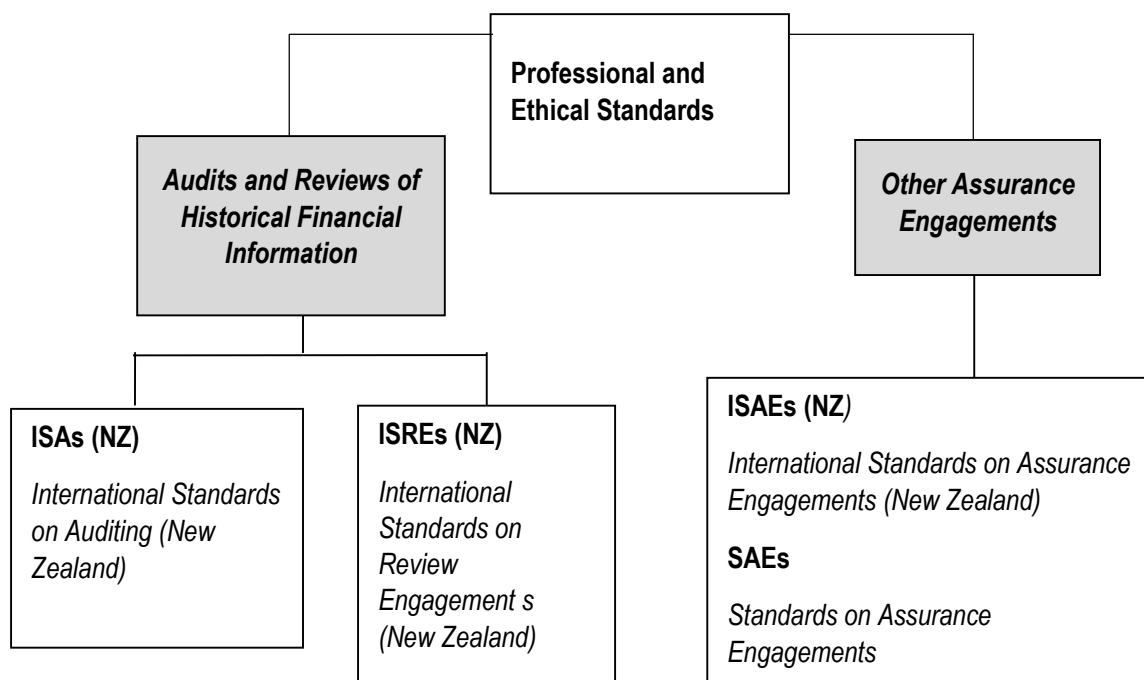 Professional and
Ethical Standards
Audits and Reviews of
Historical Financial
Information
Other Assurance
Engagements
ISAs (NZ)
International Standards
on Auditing (New
Zealand)
ISREs (NZ)
International
Standards on
Review
Engagement s
(New Zealand)
ISAEs (NZ)
International Standards on Assurance
Engagements (New Zealand)
SAEs
Standards on Assurance
Engagements